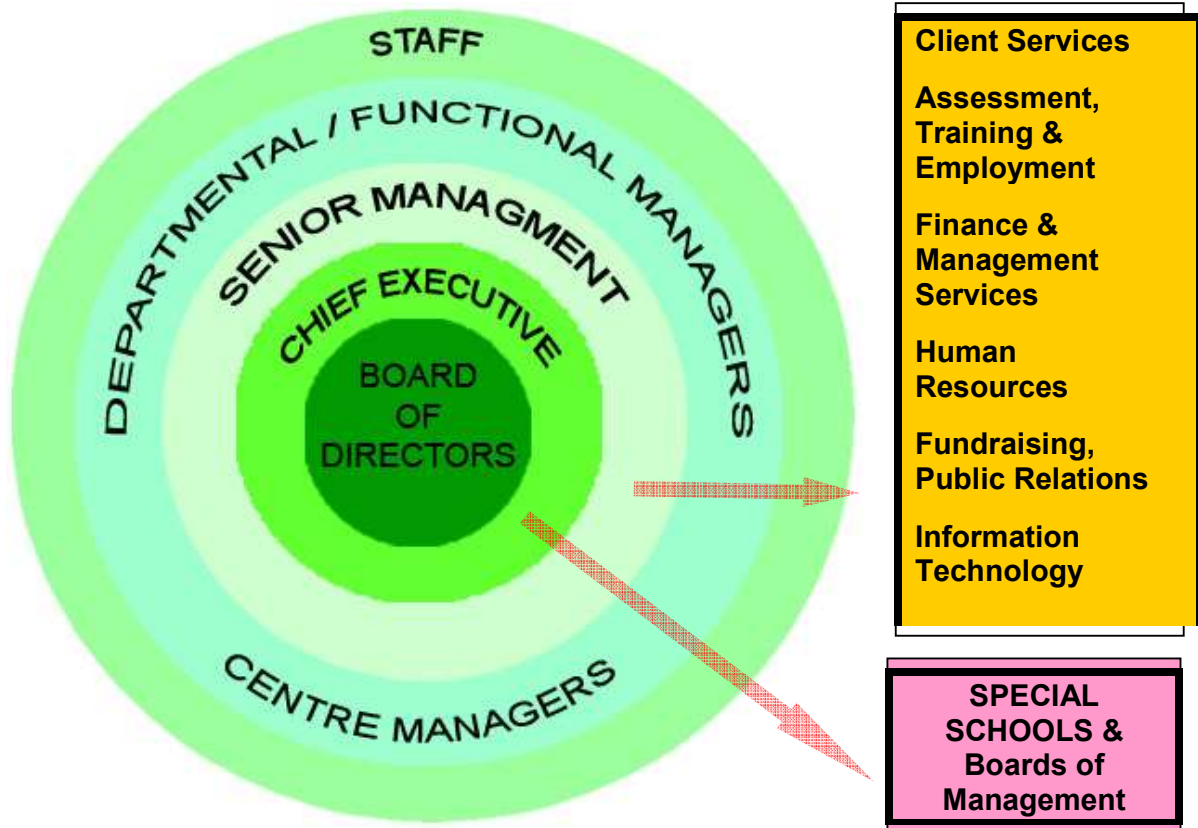 STAFF
DEPARTMENTAL / FUNCTIONAL MANAGERS
SENIOR MANAGMENT
CHIEF EXECUTIVE
BOARD
OF
DIRECTORS
CENTRE MANAGERS
Client Services
Assessment,
Training &
Employment
Finance &
Management
Services
Human
Resources
Fundraising,
Public Relations
Information
Technology
SPECIAL
SCHOOLS &
Boards of
Management